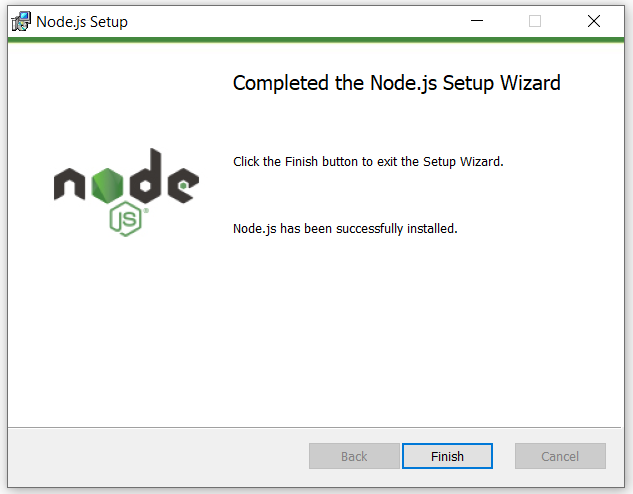 Node.js Setup
Completed the Node.js Setup Wizard
Click the Finish button to exit the Setup Wizard.
node
JS®
Node.js has been successfully installed.
Back
Finish
Cancel